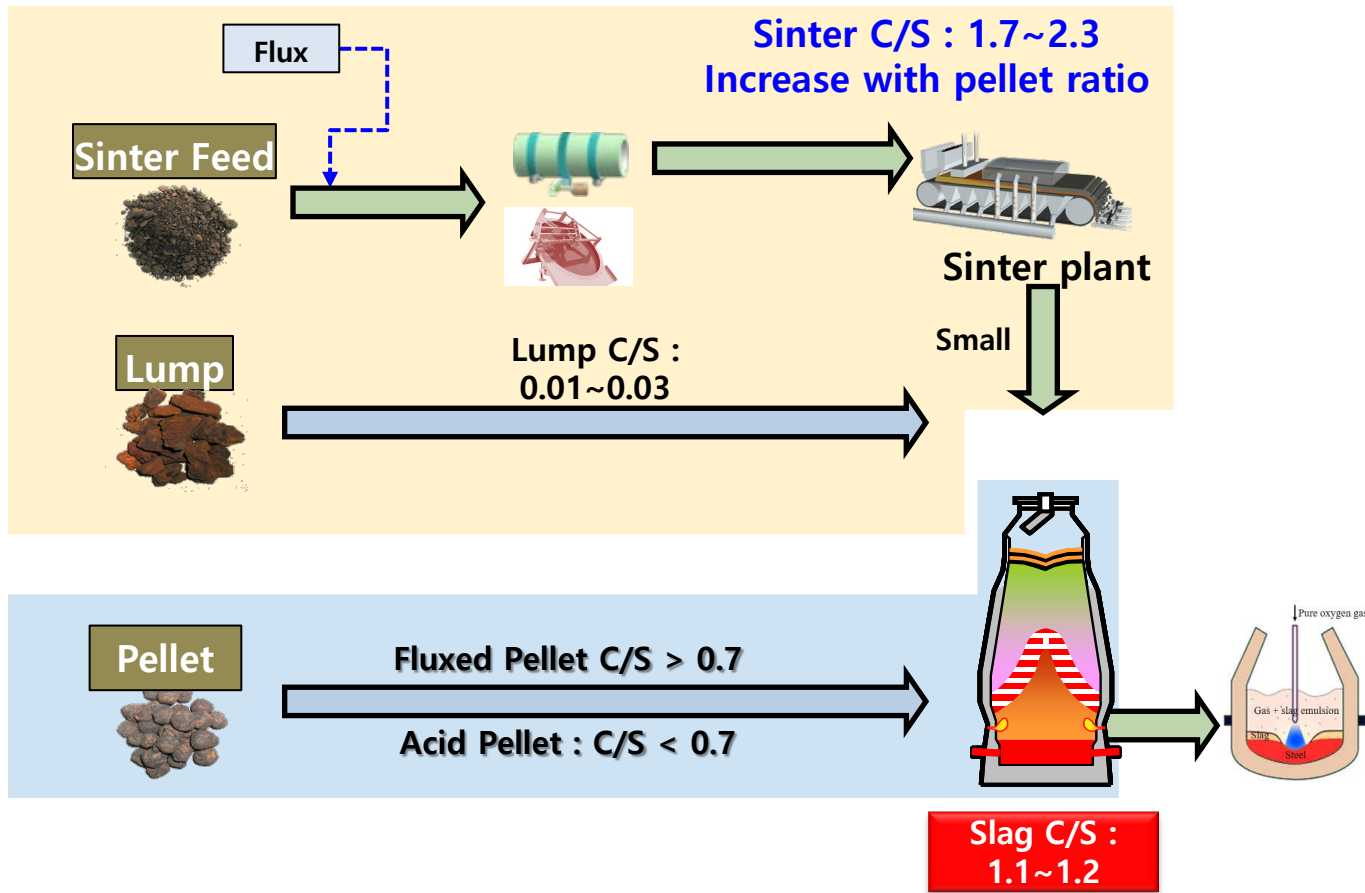 Flux
Sinter C/S : 1.7~2.3
Increase with pellet ratio
Sinter Feed
Sinter plant
Small
Lump
Lump C/S :
0.01~0.03
Pellet
Fluxed Pellet C/S > 0.7
Acid Pellet : C/S < 0.7
Pure oxygen gas
Gas + slag emulsion
Slag
Steel
Slag C/S :
1.1~1.2